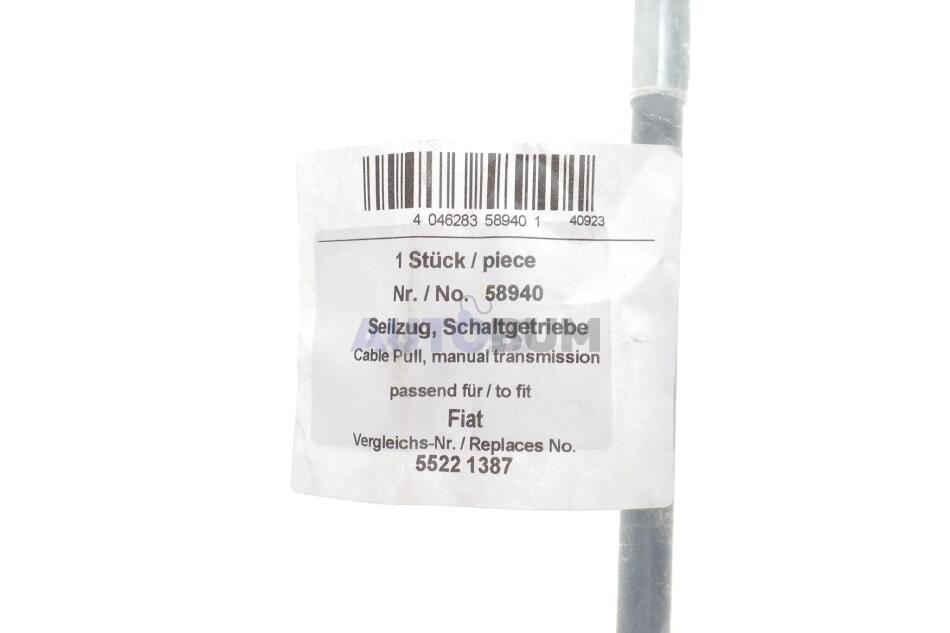 4 046283 58940 1 40923
1 Stück / piece
Nr. / No. 58940
Seilzug, Schaltgetriebe
AUTOBUM
Cable Pull, manual transmission
passend für / to fit
Fiat
Vergleichs-Nr. / Replaces No.
5522 1387